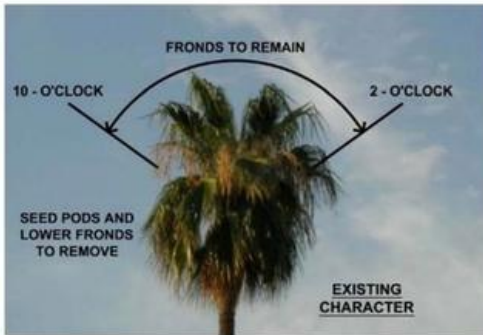 FRONDS TO REMAIN
10 - O'CLOCK
2 - O'CLOCK
SEED PODS AND
LOWER FRONDS
TO REMOVE
EXISTING
CHARACTER